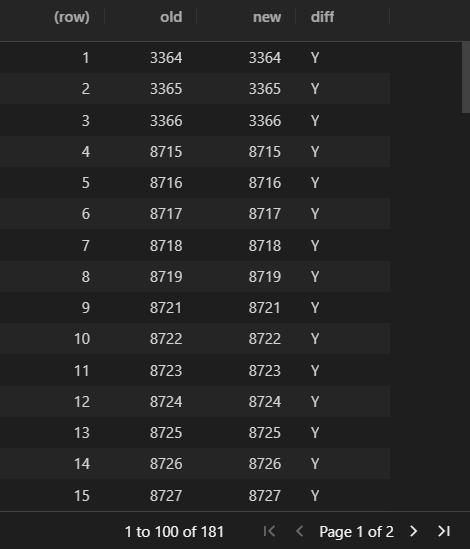 (row) old new diff
1 3364 3364 Y
2 3365 3365 Y
3 3366 3366 Y
4 8715 8715 Y
5 8716 8716 Y
6 8717 8717 Y
7 8718 8718 Y
8 8719 8719 Y
9 8721 8721 Y
10 8722 8722 Y
11 8723 8723 Y
12 8724 8724 Y
13 8725 8725 Y
14 8726 8726 Y
15 8727 8727 Y
1 to 100 of 181 Page 1 of 2